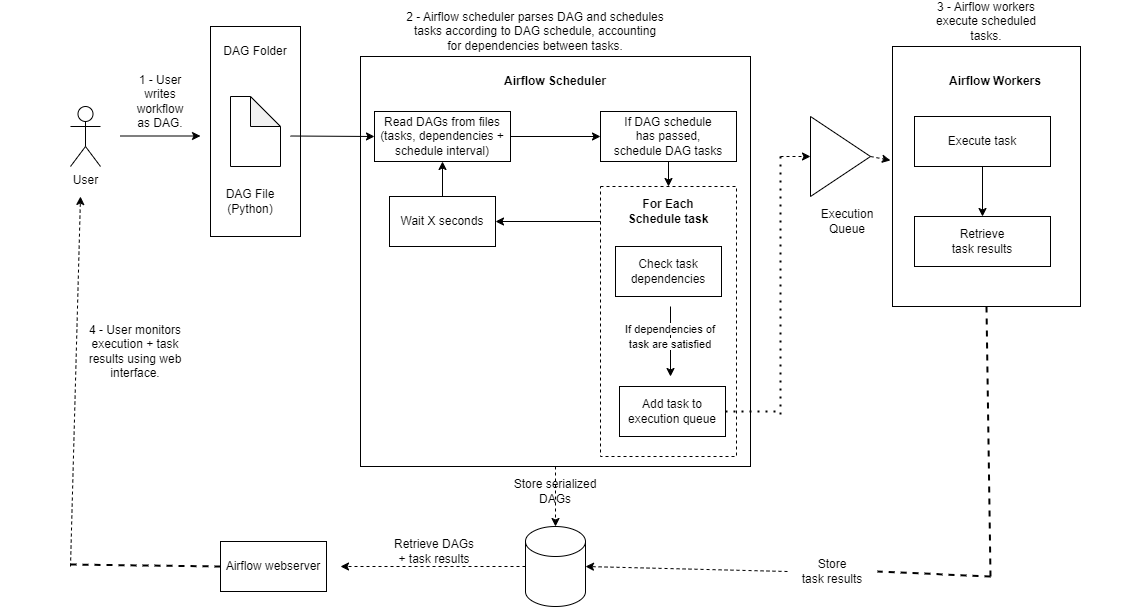 2 - Airflow scheduler parses DAG and schedules
tasks according to DAG schedule, accounting
for dependencies between tasks.
3 - Airflow workers
execute scheduled
tasks.
1 - User
writes
workflow
as DAG.
User
DAG Folder
DAG File
(Python)
Airflow Scheduler
Read DAGs from files
(tasks, dependencies +
schedule interval)
If DAG schedule
has passed,
schedule DAG tasks
Wait X seconds
For Each
Schedule task
Check task
dependencies
If dependencies of
task are satisfied
Add task to
execution queue
Execution
Queue
Airflow Workers
Execute task
Retrieve
task results
4 - User monitors
execution + task
results using web
interface.
Store serialized
DAGs
Airflow webserver
Retrieve DAGs
+ task results
Store
task results